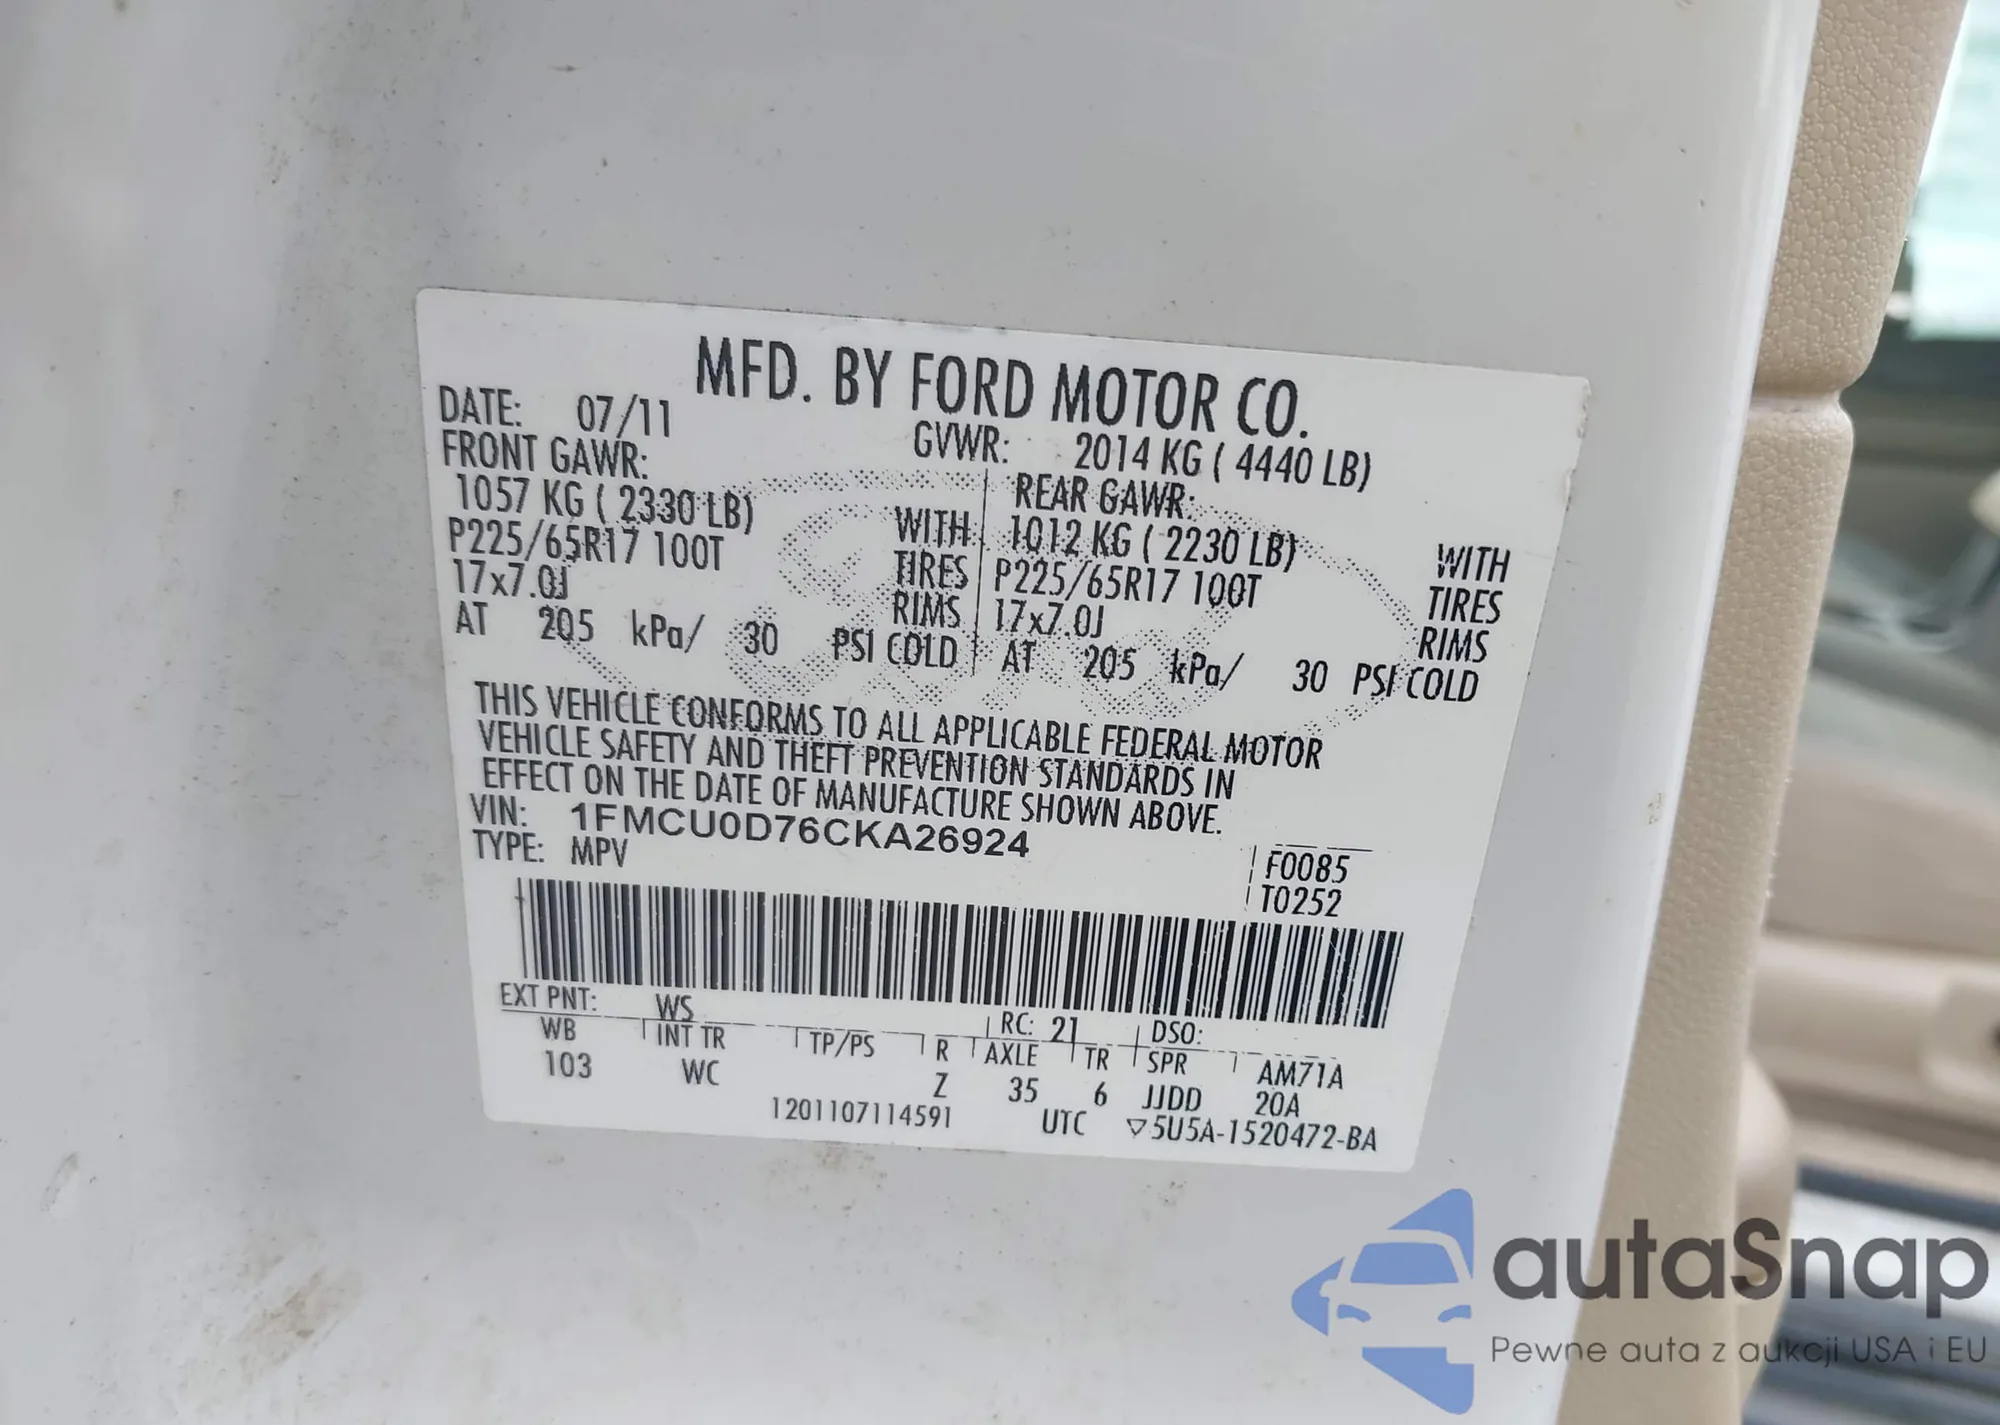 MFD. BY FORD MOTOR CO.
DATE: 07/11 GVWR: 2014 KG ( 4440 LB)
FRONT GAWR: REAR GAWR:
1057 KG ( 2330 LB) WITH 1012 KG ( 2230 LB) WITH
P225/65R17 100T TIRES P225/65R17 100T TIRES
17x7.0J RIMS 17x7.0J RIMS
AT 205 kPa/ 30 PSI COLD AT 205 kPa/ 30 PSI COLD
THIS VEHICLE CONFORMS TO ALL APPLICABLE FEDERAL MOTOR
VEHICLE SAFETY AND THEFT PREVENTION STANDARDS IN
EFFECT ON THE DATE OF MANUFACTURE SHOWN ABOVE.
VIN: 1FMCU0D76CKA26924
TYPE: MPV F0085
T0252
EXT PNT: WS RC: 21 DSO:
WB INT TR TP/PS R AXLE TR SPR AM71A
103 WC Z 35 6 JJDD 20A
1201107114591 UTC ▽5U5A-1520472-BA
autaSnap
Pewne auta z aukcji USA i EU